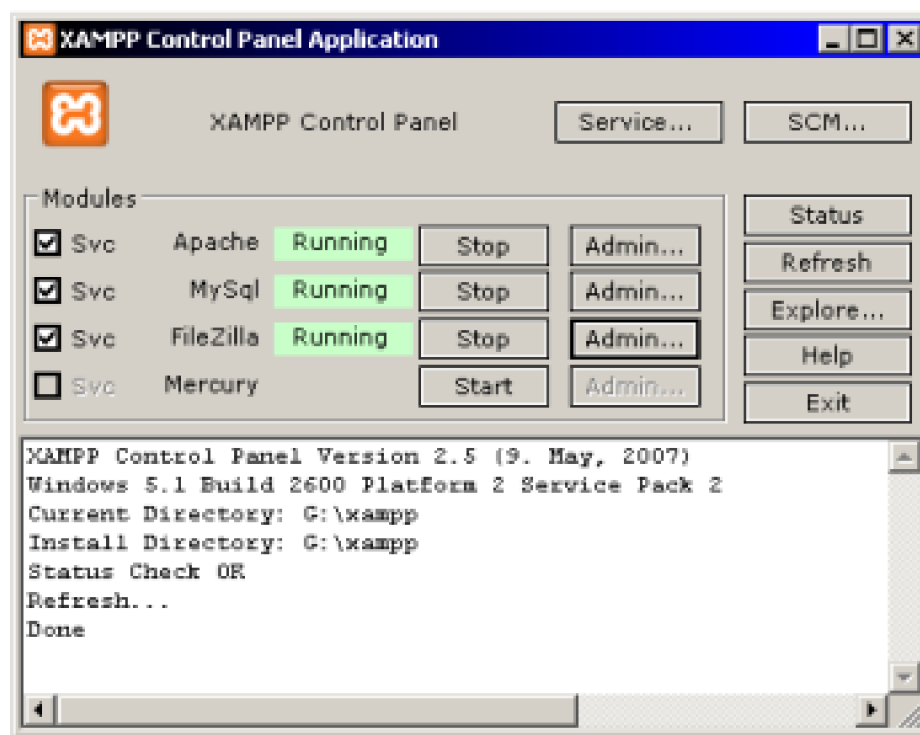 XAMPP Control Panel Application
XAMPP Control Panel Service... SCM...
Modules
Svc Apache Running Stop Admin...
Svc MySql Running Stop Admin...
Svc FileZilla Running Stop Admin...
Svc Mercury Start Admin...
Status
Refresh
Explore...
Help
Exit
XAMPP Control Panel Version 2.5 (9. May, 2007)
Windows 5.1 Build 2600 Platform 2 Service Pack 2
Current Directory: G:\xampp
Install Directory: G:\xampp
Status Check OK
Refresh...
Done